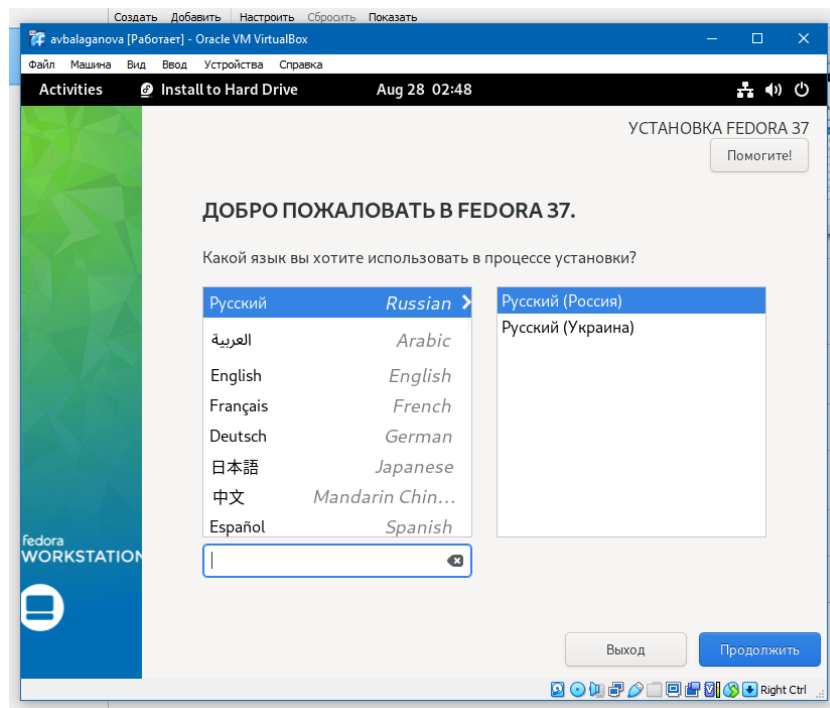 Создать Добавить Настроить Сбросить Показать
avbalaganova [Работает] - Oracle VM VirtualBox
Файл Машина Вид Ввод Устройства Справка
Activities Install to Hard Drive Aug 28 02:48
УСТАНОВКА FEDORA 37
Помогите!
ДОБРО ПОЖАЛОВАТЬ В FEDORA 37.
Какой язык вы хотите использовать в процессе установки?
Русский Russian
العربية Arabic
English English
Français French
Deutsch German
日本語 Japanese
中文 Mandarin Chin...
Español Spanish
Русский (Россия)
Русский (Украина)
fedora
WORKSTATION
Выход Продолжить
Right Ctrl